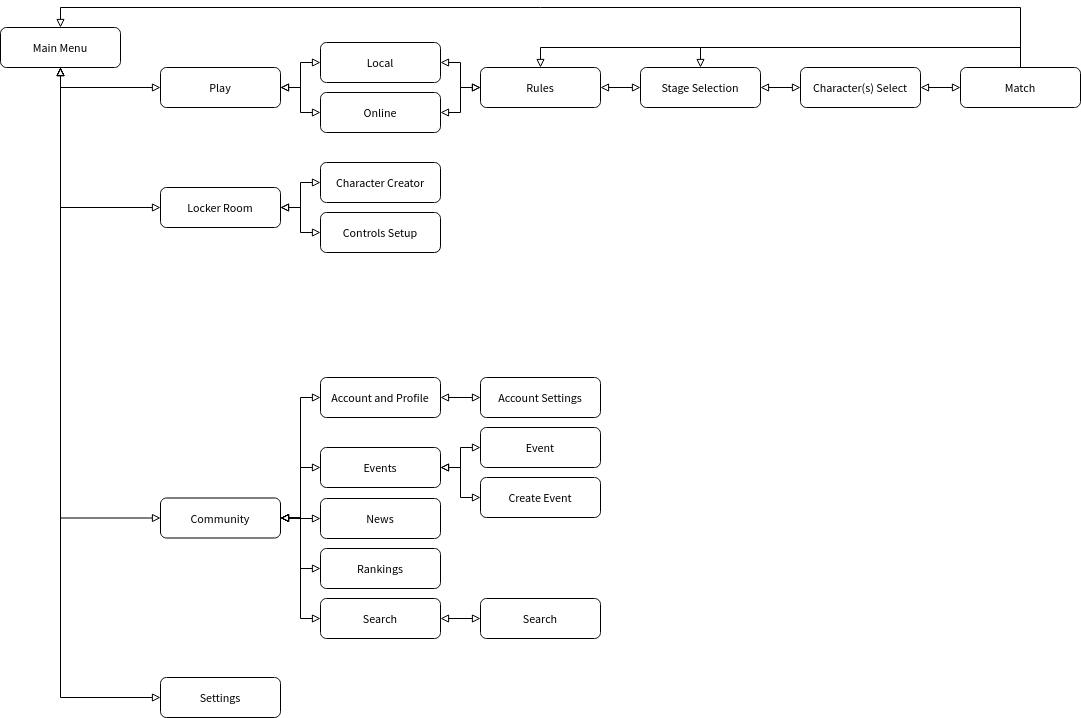 Main Menu
Play
Local
Online
Rules
Stage Selection
Character(s) Select
Match
Locker Room
Character Creator
Controls Setup
Community
Account and Profile
Account Settings
Events
Event
Create Event
News
Rankings
Search
Search
Settings